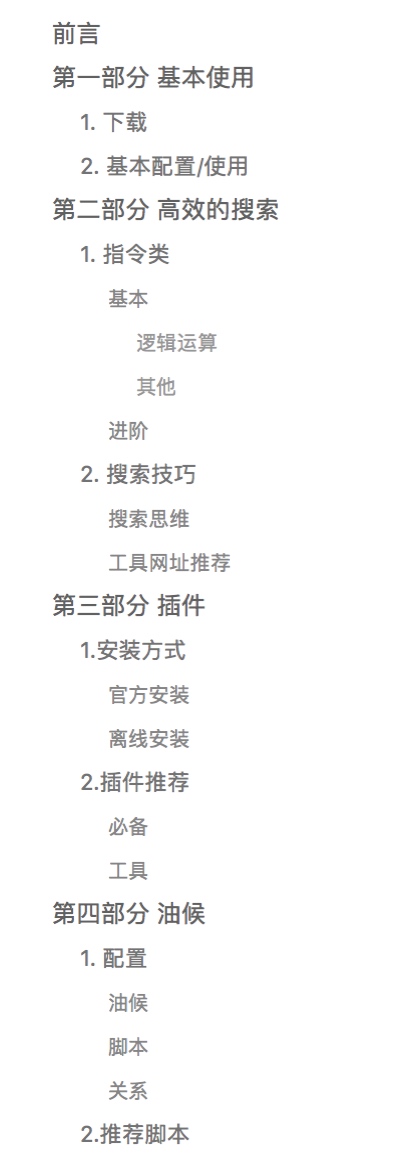 前言
第一部分 基本使用
1. 下载
2. 基本配置/使用
第二部分 高效的搜索
1. 指令类
基本
逻辑运算
其他
进阶
2. 搜索技巧
搜索思维
工具网址推荐
第三部分 插件
1.安装方式
官方安装
离线安装
2.插件推荐
必备
工具
第四部分 油候
1. 配置
油候
脚本
关系
2.推荐脚本